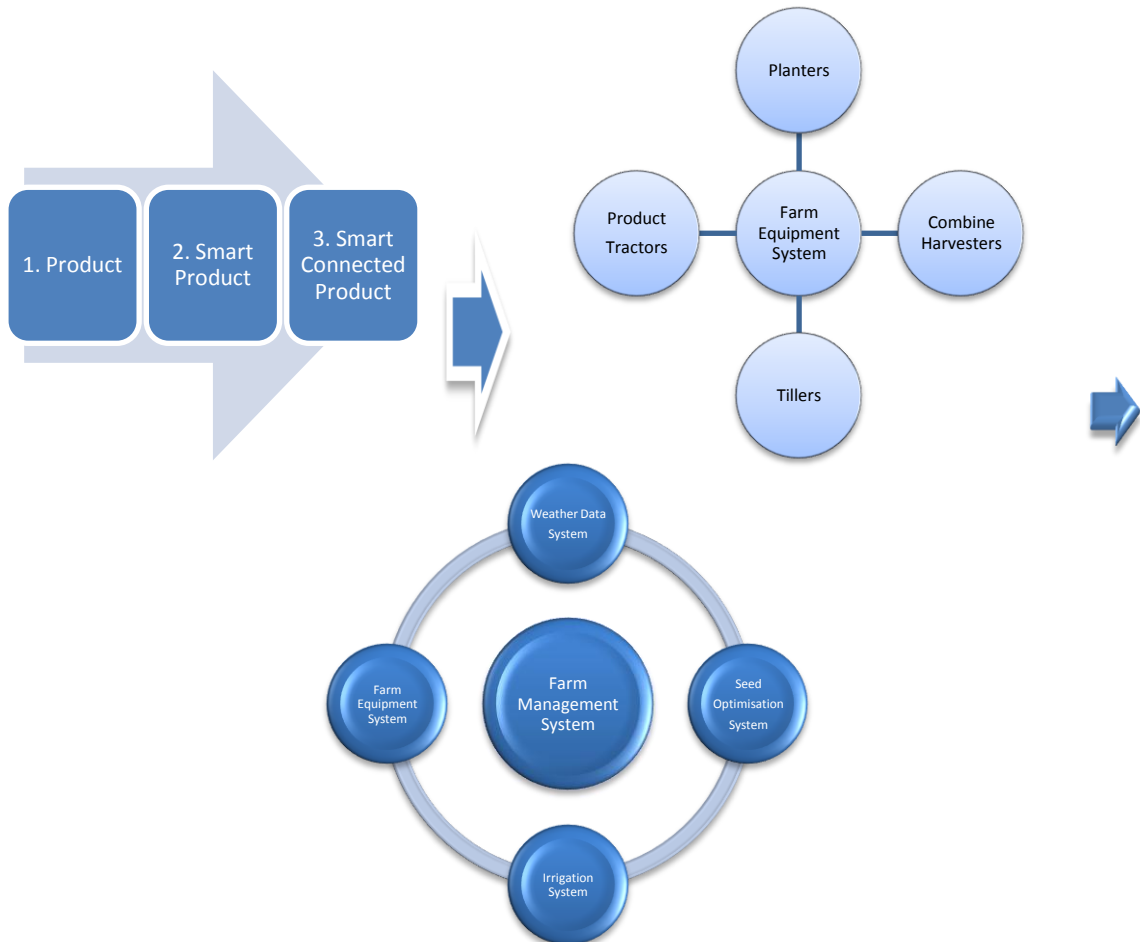 1. Product
2. Smart
Product
3. Smart
Connected
Product
Planters
Product
Tractors
Farm
Equipment
System
Combine
Harvesters
Tillers
Weather Data
System
Farm
Equipment
System
Farm
Management
System
Seed
Optimisation
System
Irrigation
System